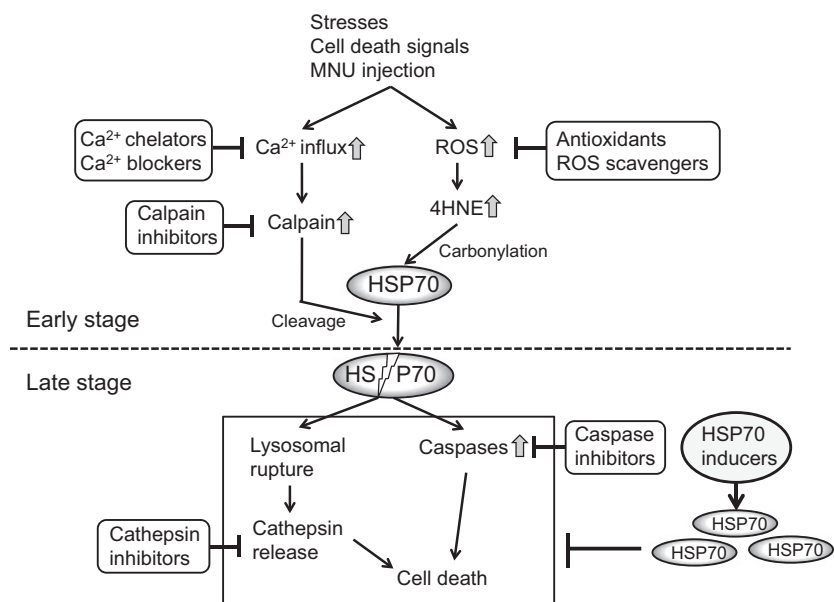 Stresses
Cell death signals
MNU injection
Ca²⁺ chelators
Ca²⁺ blockers
Ca²⁺ influx
ROS
Antioxidants
ROS scavengers
Calpain
inhibitors
Calpain
4HNE
Carbonylation
HSP70
Cleavage
Early stage
Late stage
HS P70
Lysosomal
rupture
Caspases
Caspase
inhibitors
HSP70
inducers
Cathepsin
inhibitors
Cathepsin
release
Cell death
HSP70
HSP70
HSP70